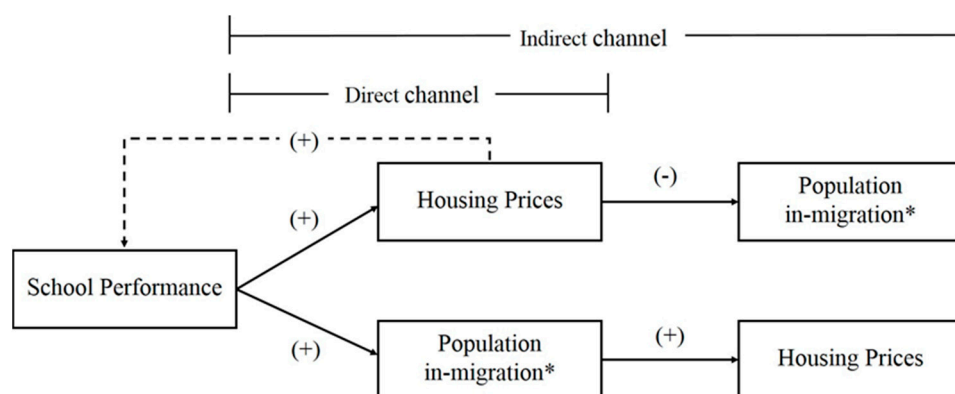 Indirect channel
Direct channel
(+)
Housing Prices
(-)
Population
in-migration*
(+)
School Performance
(+)
Population
in-migration*
(+)
Housing Prices